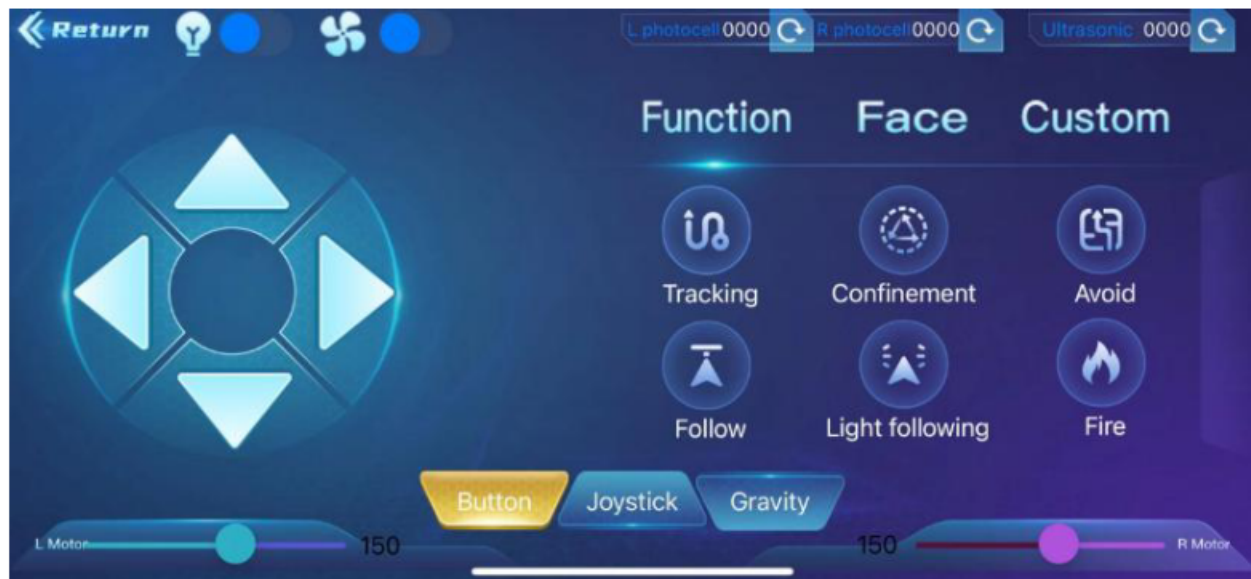 Return L photocell 0000 R photocell 0000 Ultrasonic 0000
Function Face Custom
Tracking Confinement Avoid
Follow Light following Fire
Button Joystick Gravity
L Motor 150 150 R Motor